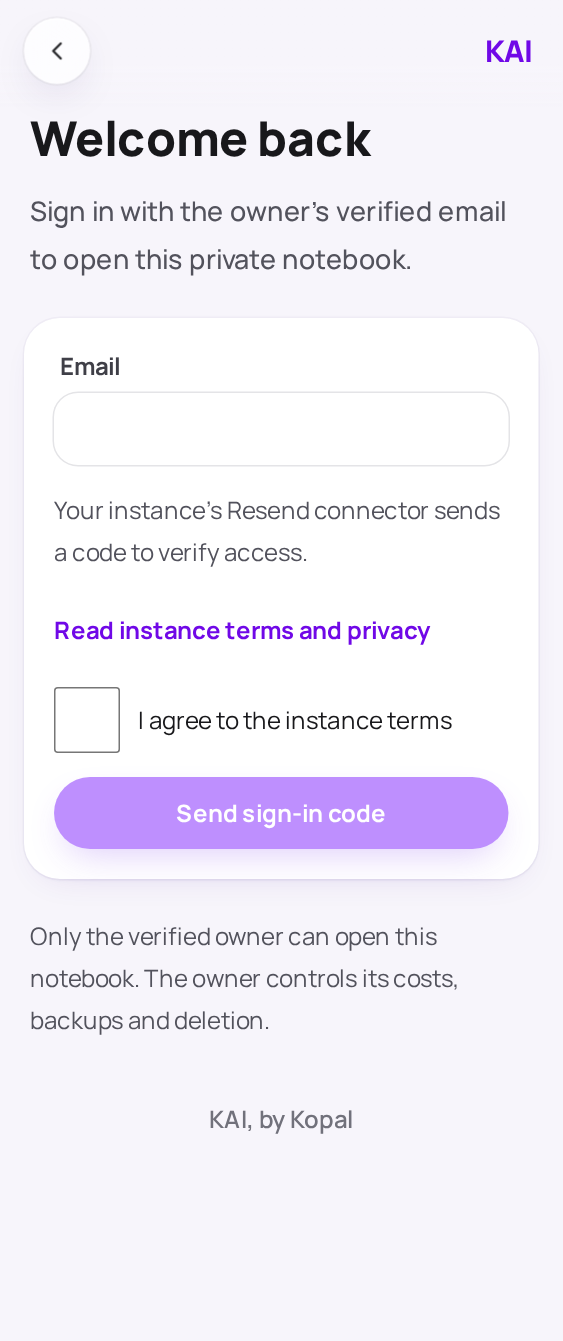 KAI
Welcome back
Sign in with the owner’s verified email
to open this private notebook.
Email
Your instance’s Resend connector sends
a code to verify access.
Read instance terms and privacy
I agree to the instance terms
Send sign-in code
Only the verified owner can open this
notebook. The owner controls its costs,
backups and deletion.
KAI, by Kopal